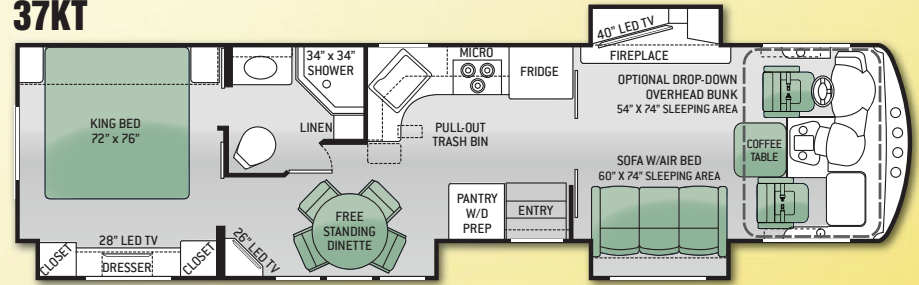 37KT
KING BED
72" x 76"
34" x 34"
SHOWER
LINEN
MICRO
FRIDGE
PULL-OUT
TRASH BIN
40" LED TV
FIREPLACE
OPTIONAL DROP-DOWN
OVERHEAD BUNK
54" X 74" SLEEPING AREA
COFFEE
TABLE
SOFA W/AIR BED
60" X 74" SLEEPING AREA
PANTRY
W/D
PREP
ENTRY
FREE
STANDING
DINETTE
26" LED TV
CLOSET
28" LED TV
DRESSER
CLOSET